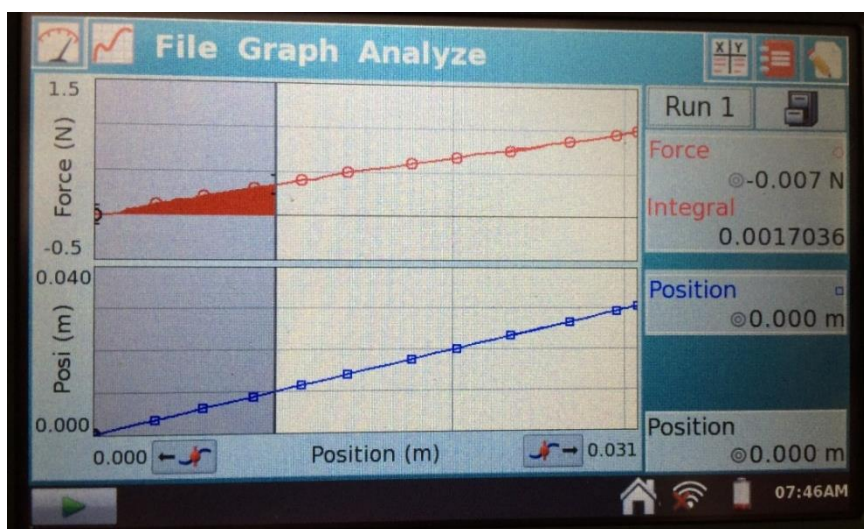 File Graph Analyze
X Y
1.5
Force (N)
-0.5
0.040
Posi (m)
0.000
0.000
Position (m)
0.031
Run 1
Force
-0.007 N
Integral
0.0017036
Position
0.000 m
Position
0.000 m
07:46AM